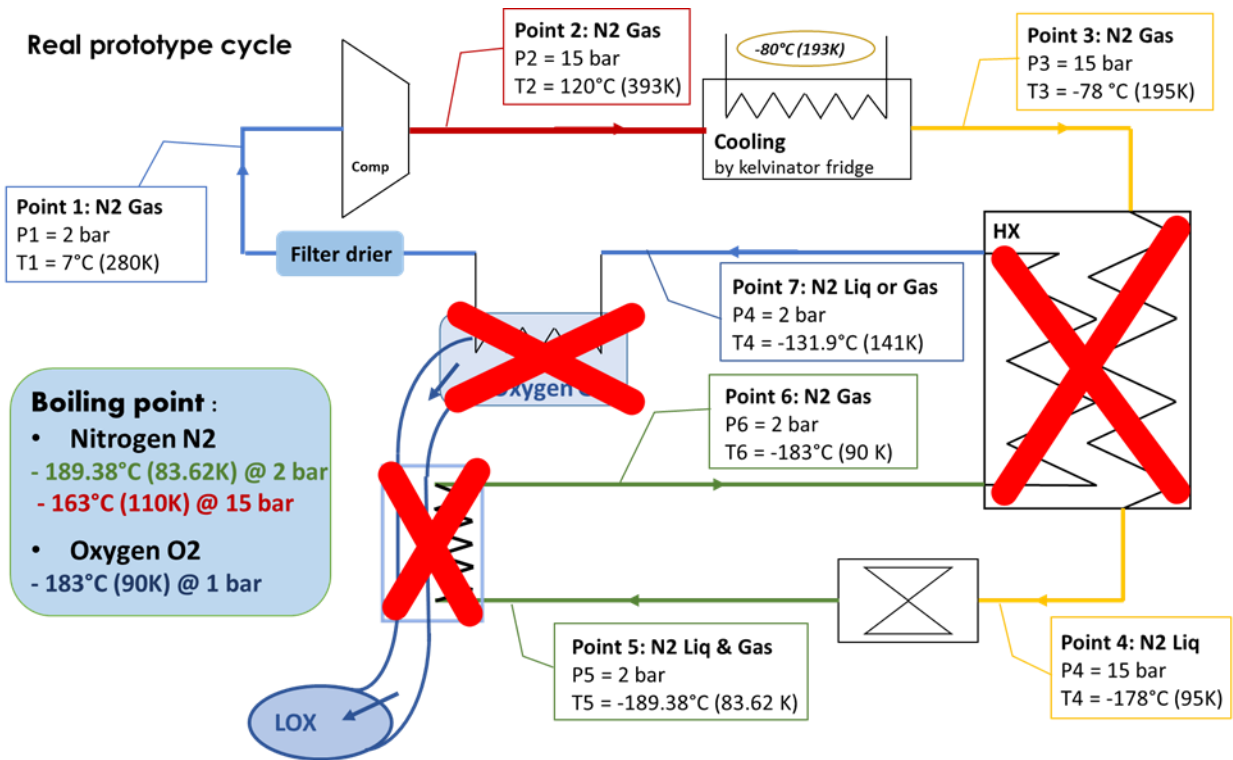 Real prototype cycle
Point 2: N2 Gas
P2 = 15 bar
T2 = 120°C (393K)
-80°C (193K)
Cooling
by kelvinator fridge
Point 3: N2 Gas
P3 = 15 bar
T3 = -78 °C (195K)
Comp
Point 1: N2 Gas
P1 = 2 bar
T1 = 7°C (280K)
Filter drier
HX
Point 7: N2 Liq or Gas
P4 = 2 bar
T4 = -131.9°C (141K)
Oxygen
Point 6: N2 Gas
P6 = 2 bar
T6 = -183°C (90 K)
Boiling point :
• Nitrogen N2
- 189.38°C (83.62K) @ 2 bar
- 163°C (110K) @ 15 bar
• Oxygen O2
- 183°C (90K) @ 1 bar
Point 5: N2 Liq & Gas
P5 = 2 bar
T5 = -189.38°C (83.62 K)
Point 4: N2 Liq
P4 = 15 bar
T4 = -178°C (95K)
LOX